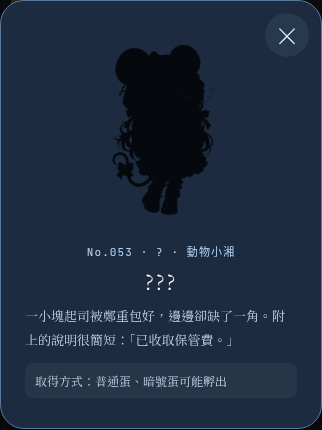 No.053 · ? · 動物小湘
???
一小塊起司被鄭重包好，邊邊卻缺了一角。附
上的說明很簡短：「已收取保管費。」
取得方式：普通蛋、暗號蛋可能孵出